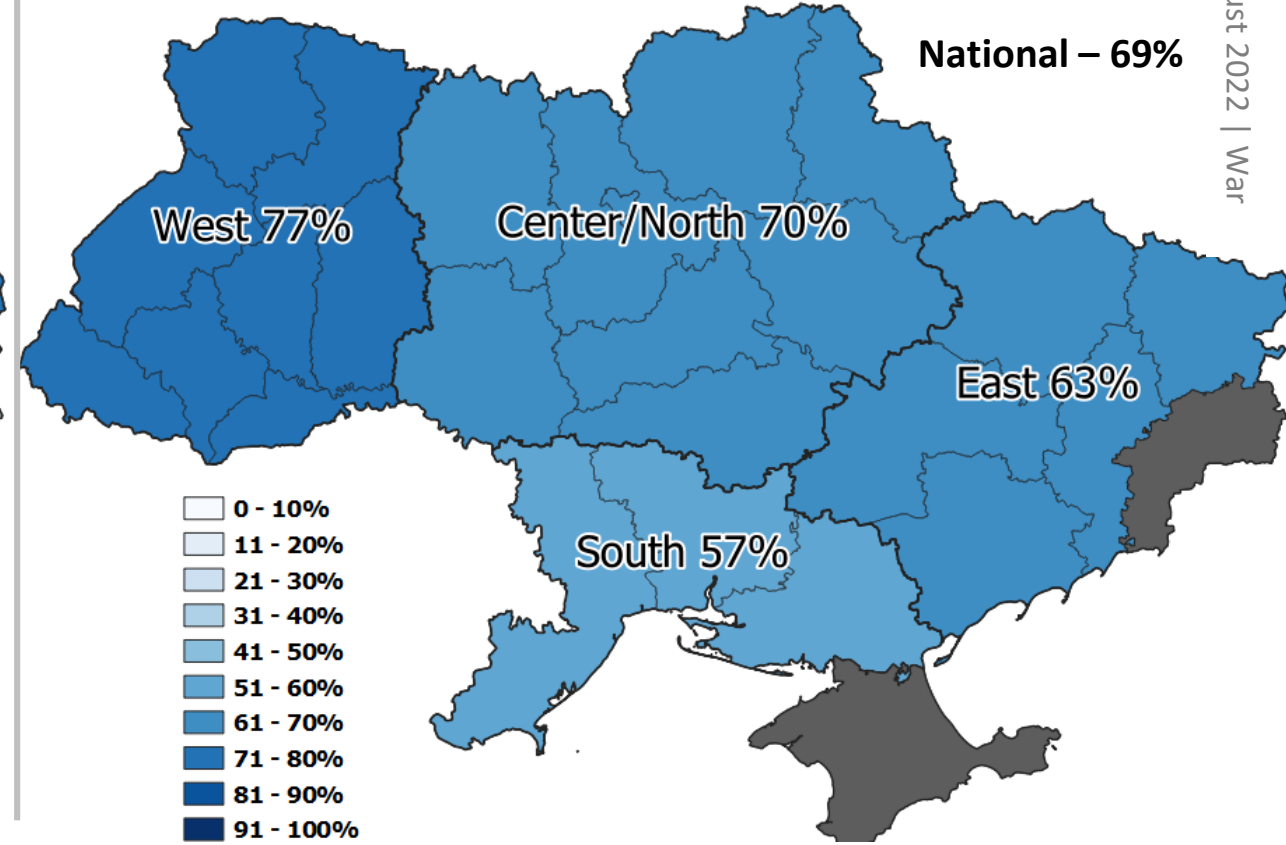 National – 69%
ust 2022 | War
West 77%
Center/North 70%
East 63%
South 57%
0 - 10%
11 - 20%
21 - 30%
31 - 40%
41 - 50%
51 - 60%
61 - 70%
71 - 80%
81 - 90%
91 - 100%